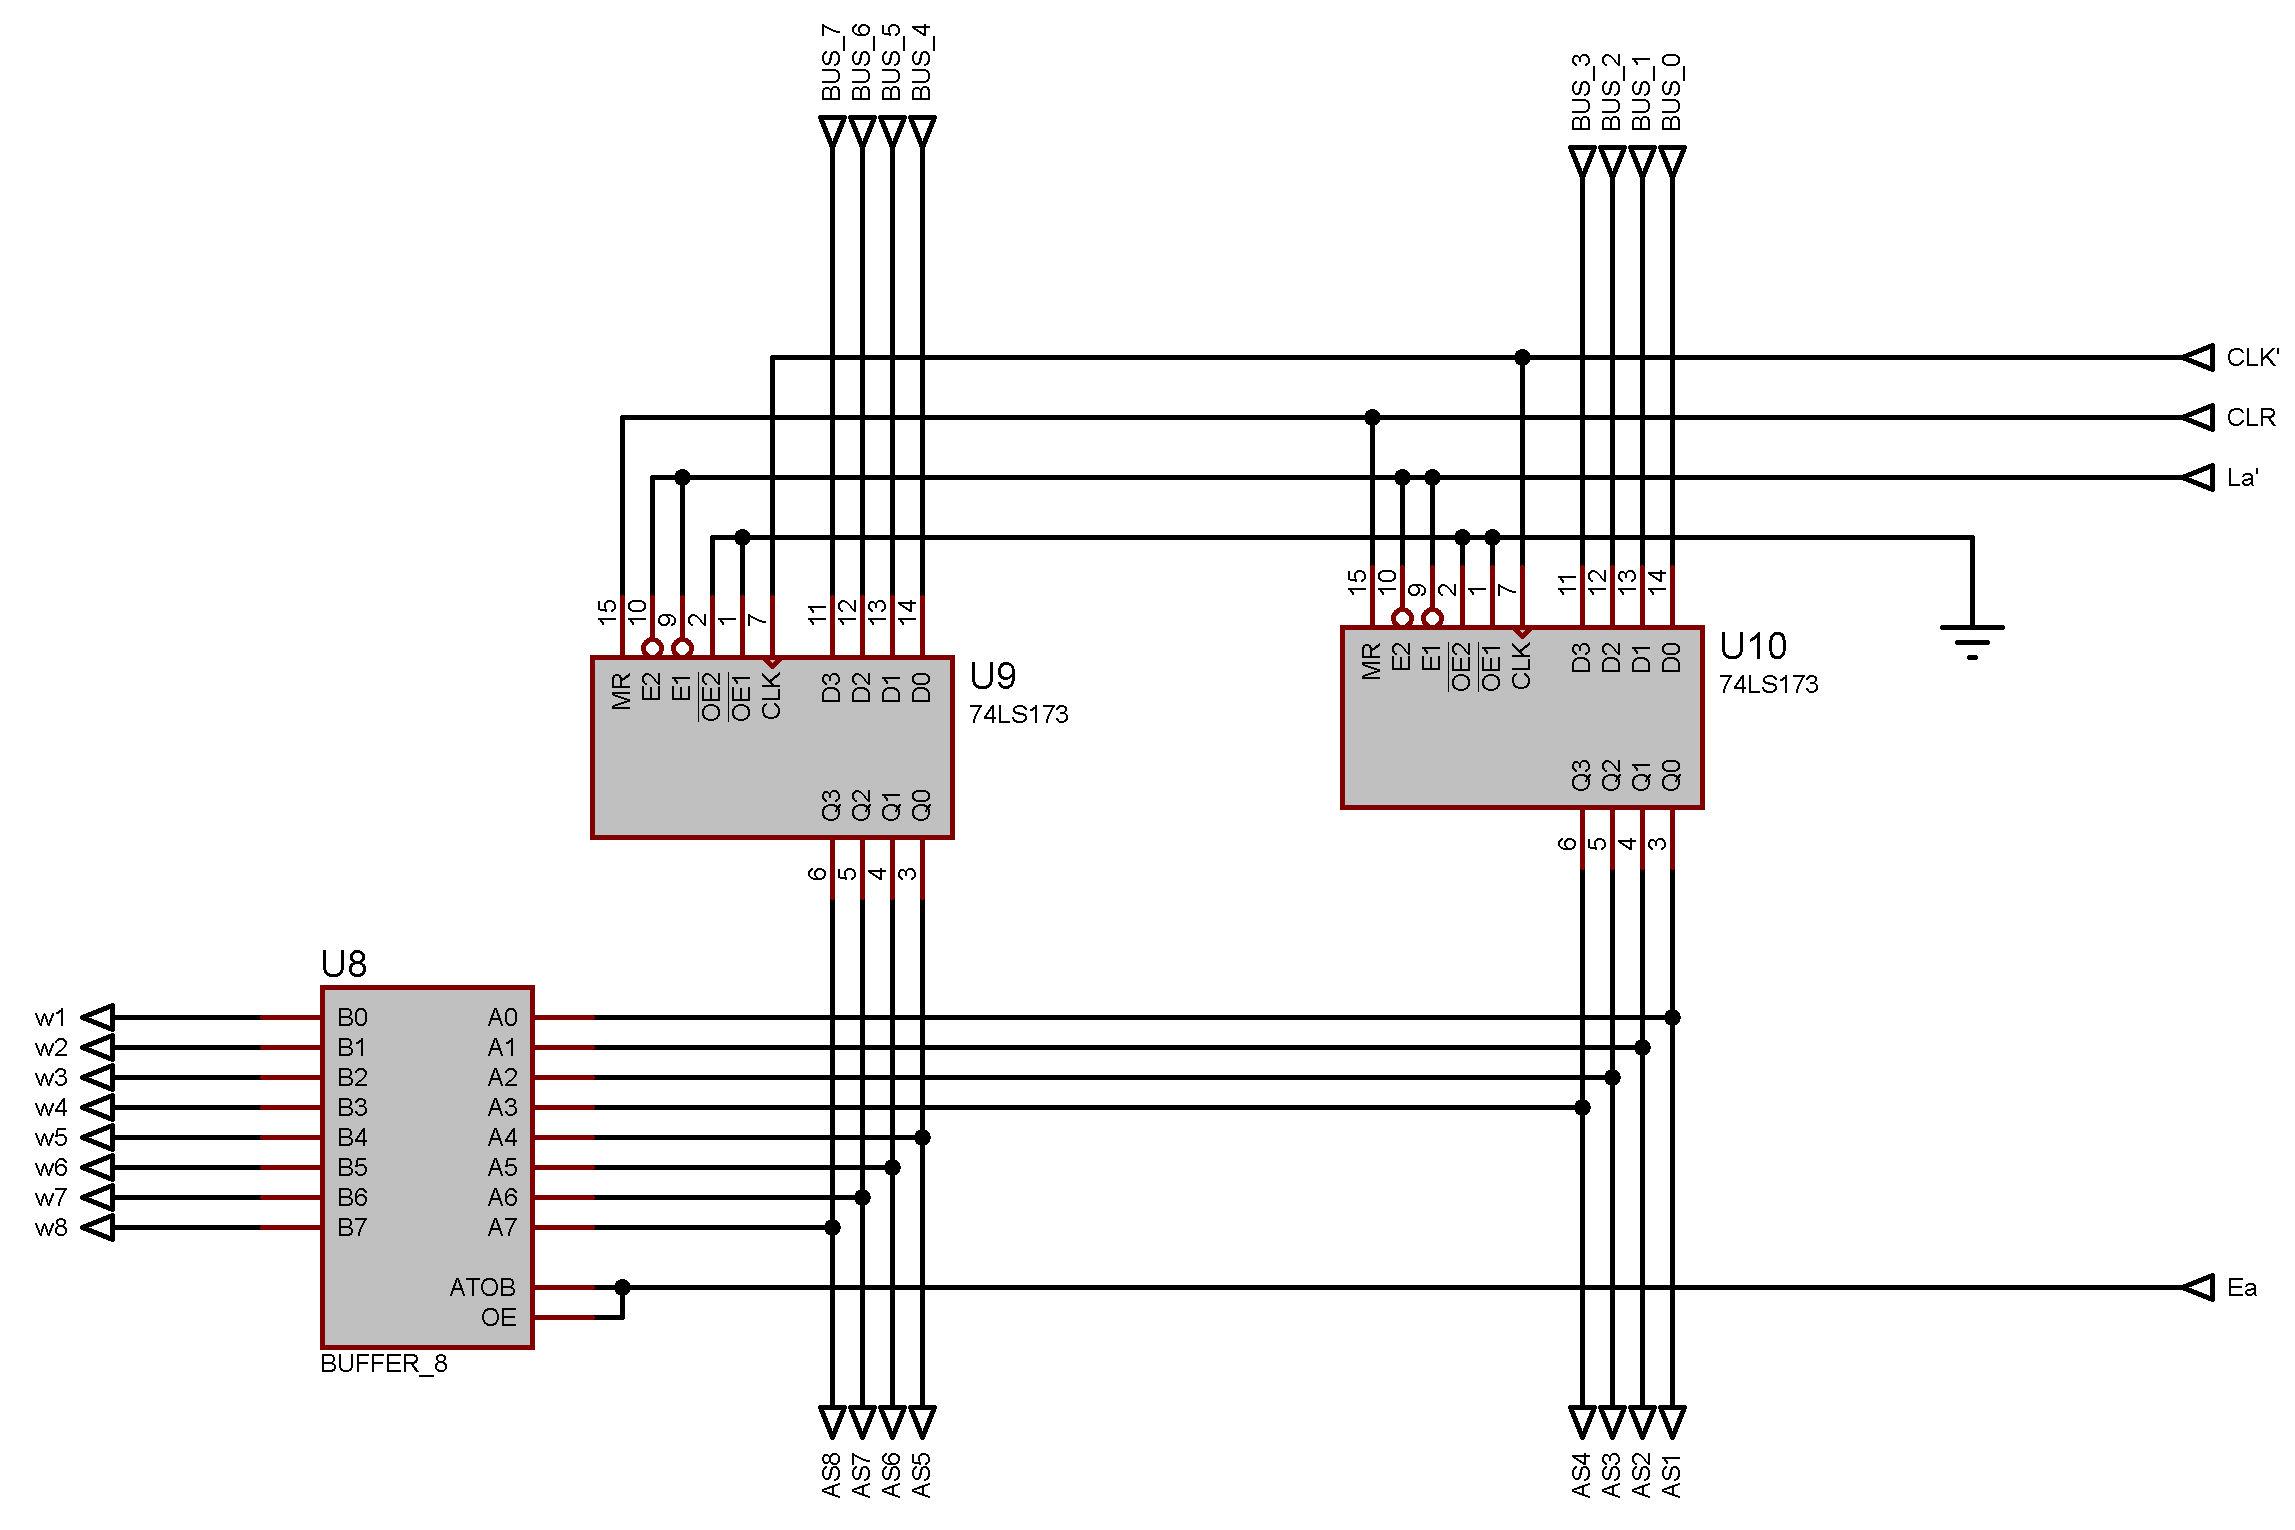 BUS_7
BUS_6
BUS_5
BUS_4
BUS_3
BUS_2
BUS_1
BUS_0
CLK'
CLR
La'
15
10
9
2
1
7
11
12
13
14
15
10
9
2
1
7
11
12
13
14
MR
E2
E1
OE2
OE1
CLK
D3
D2
D1
D0
U9
74LS173
Q3
Q2
Q1
Q0
6
5
4
3
MR
E2
E1
OE2
OE1
CLK
D3
D2
D1
D0
U10
74LS173
Q3
Q2
Q1
Q0
6
5
4
3
U8
w1 B0 A0
w2 B1 A1
w3 B2 A2
w4 B3 A3
w5 B4 A4
w6 B5 A5
w7 B6 A6
w8 B7 A7
ATOB
OE
Ea
BUFFER_8
AS8
AS7
AS6
AS5
AS4
AS3
AS2
AS1